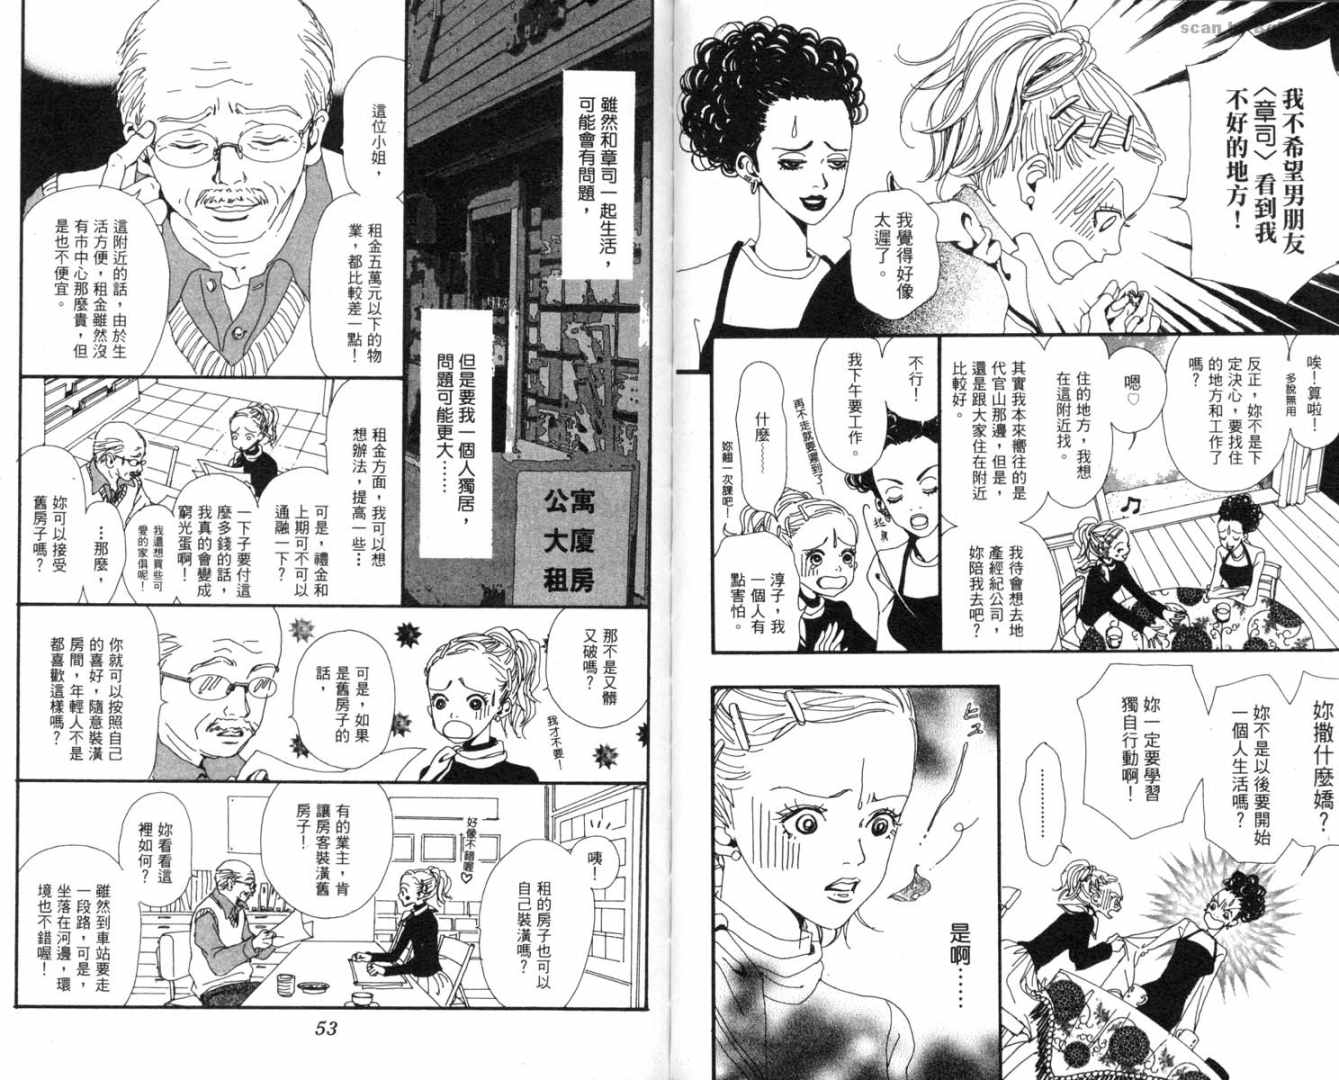 scan
我不希望男朋友
〈章司〉看到我
不好的地方！
我覺得好像
太遲了。
唉！算啦！
多說無用
反正，妳不是下
定決心，要找住
的地方和工作了
嗎？
嗯♡
住的地方，我想
在這附近找。
其實我本來嚮往的是
代官山那邊，但是，
還是跟大家住在附近
比較好。
我待會想去地
產經紀公司，
妳陪我去吧？
不行！
我下午要工作。
再不走就要遲到了！
起身
什麼……
妳翹一次課吧！
淳子，我
一個人有
點害怕。
妳撒什麼嬌？
妳不是以後要開始
一個人生活嗎？
妳一定要學習
獨自行動啊！
…………
ヒュ
是啊……
雖然和章司一起生活，
可能會有問題，
但是要我一個人獨居，
問題可能更大……
公寓
大廈
租房
這位小姐，
租金五萬元以下的物
業，都比較差一點！
這附近的話，由於生
活方便，租金雖然沒
有市中心那麼貴，但
是也不便宜。
租金方面，我可以想
想辦法，提高一些…
可是，禮金和
上期可不可以
通融一下？
一下子要付這
麼多錢的話，
我真的會變成
窮光蛋啊！
我還想買些可
愛的家俱呢！
…那麼，
妳可以接受
舊房子嗎？
那不是又髒
又破嗎？
我才不要！
可是，如果
是舊房子的
話，
你就可以按照自己
的喜好，隨意裝潢
房間，年輕人不是
都喜歡這樣嗎？
咦！
租的房子也可以
自己裝潢嗎？
好像不錯喔♡
有的業主，肯
讓房客裝潢舊
房子！
妳看看這
裡如何？
雖然到車站要走
一段路，可是，
坐落在河邊，環
境也不錯喔！
53